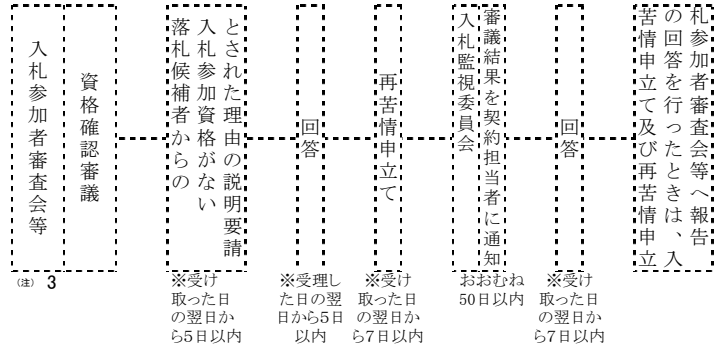 入札参加者審査会等
資格確認審議
落札候補者からの
入札参加資格がない
とされた理由の説明要請
回答
再苦情申立て
入札監視委員会
審議結果を契約担当者に通知
回答
苦情申立て及び再苦情申立
の回答を行ったときは、入
札参加者審査会等へ報告
(注) 3
※受け
取った日
の翌日か
ら5日以内
※受理し
た日の翌
日から5日
以内
※受け
取った日
の翌日か
ら7日以内
おおむね
50日以内
※受け
取った日
の翌日か
ら7日以内